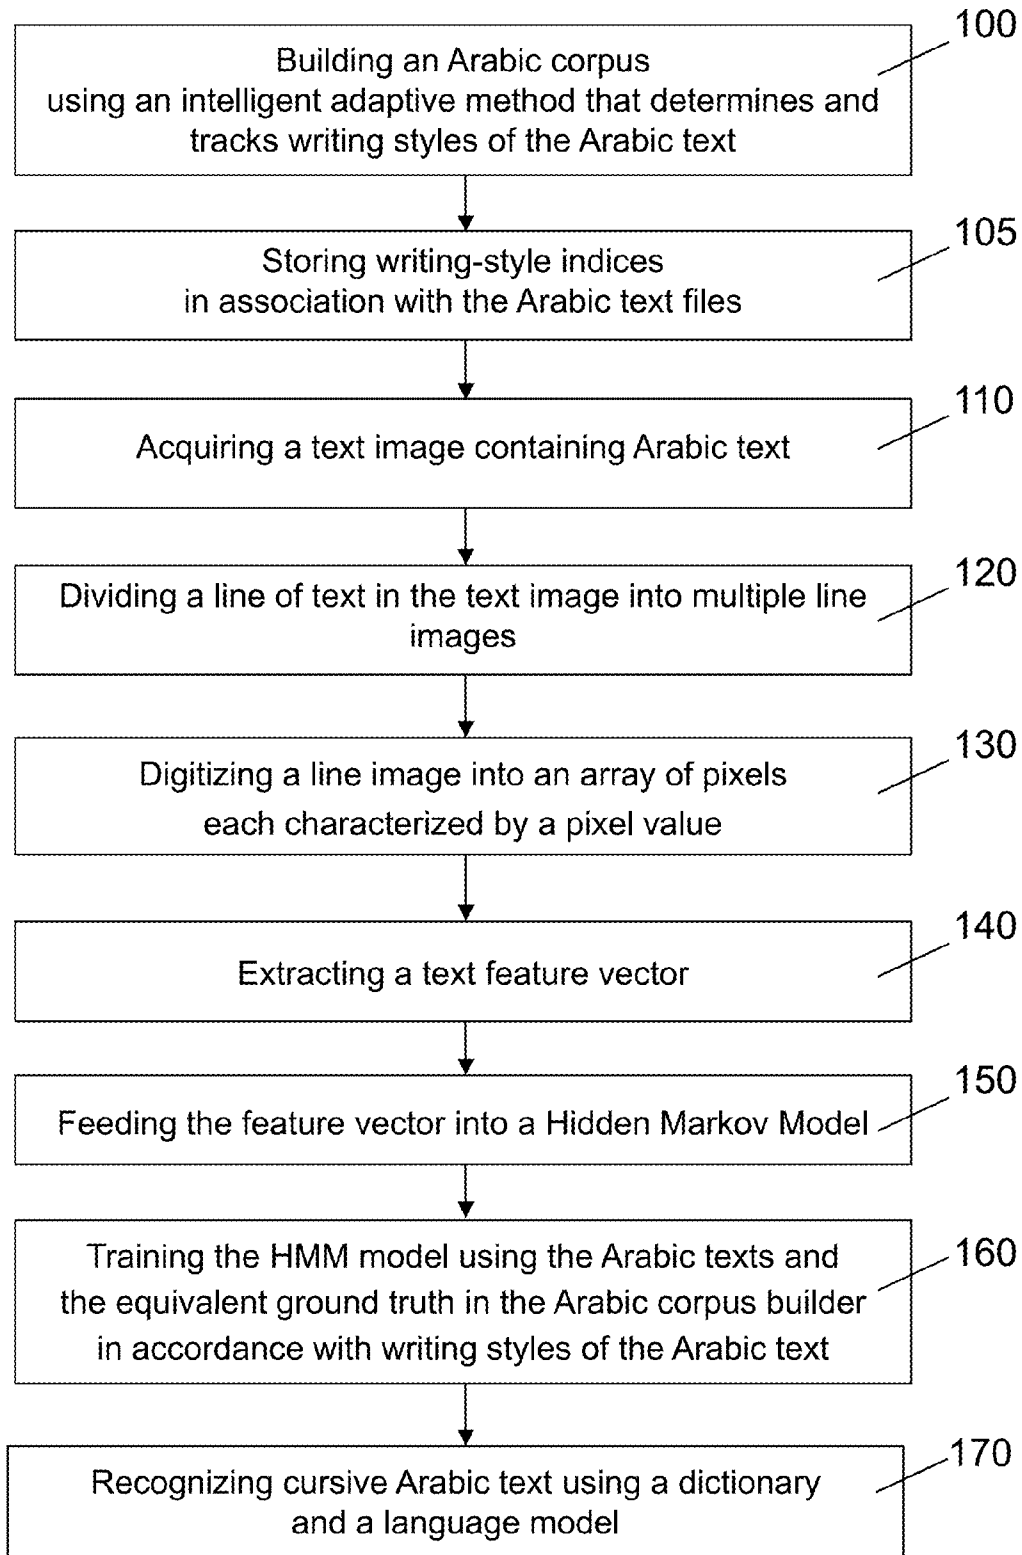 100
Building an Arabic corpus
using an intelligent adaptive method that determines and
tracks writing styles of the Arabic text
105
Storing writing-style indices
in association with the Arabic text files
110
Acquiring a text image containing Arabic text
120
Dividing a line of text in the text image into multiple line
images
130
Digitizing a line image into an array of pixels
each characterized by a pixel value
140
Extracting a text feature vector
150
Feeding the feature vector into a Hidden Markov Model
160
Training the HMM model using the Arabic texts and
the equivalent ground truth in the Arabic corpus builder
in accordance with writing styles of the Arabic text
170
Recognizing cursive Arabic text using a dictionary
and a language model